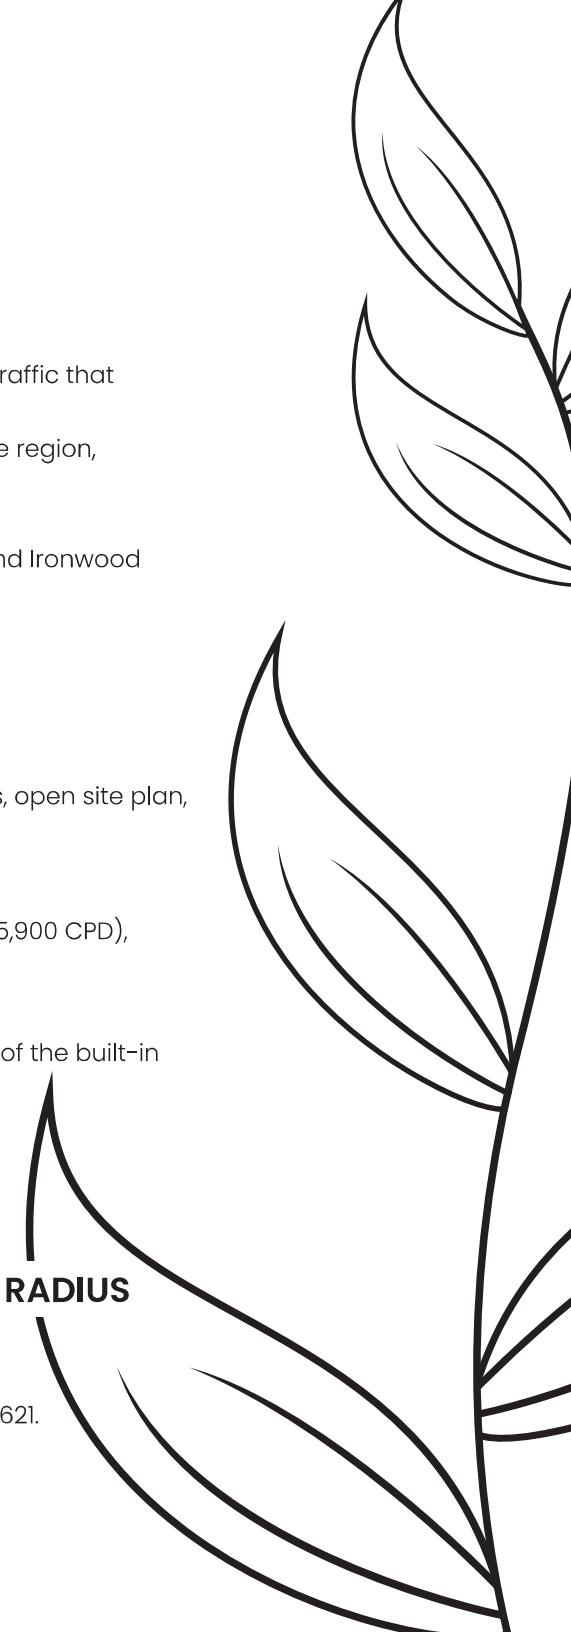 raffic that
e region,
nd Ironwood
s, open site plan,
5,900 CPD),
of the built-in
RADIUS
621.